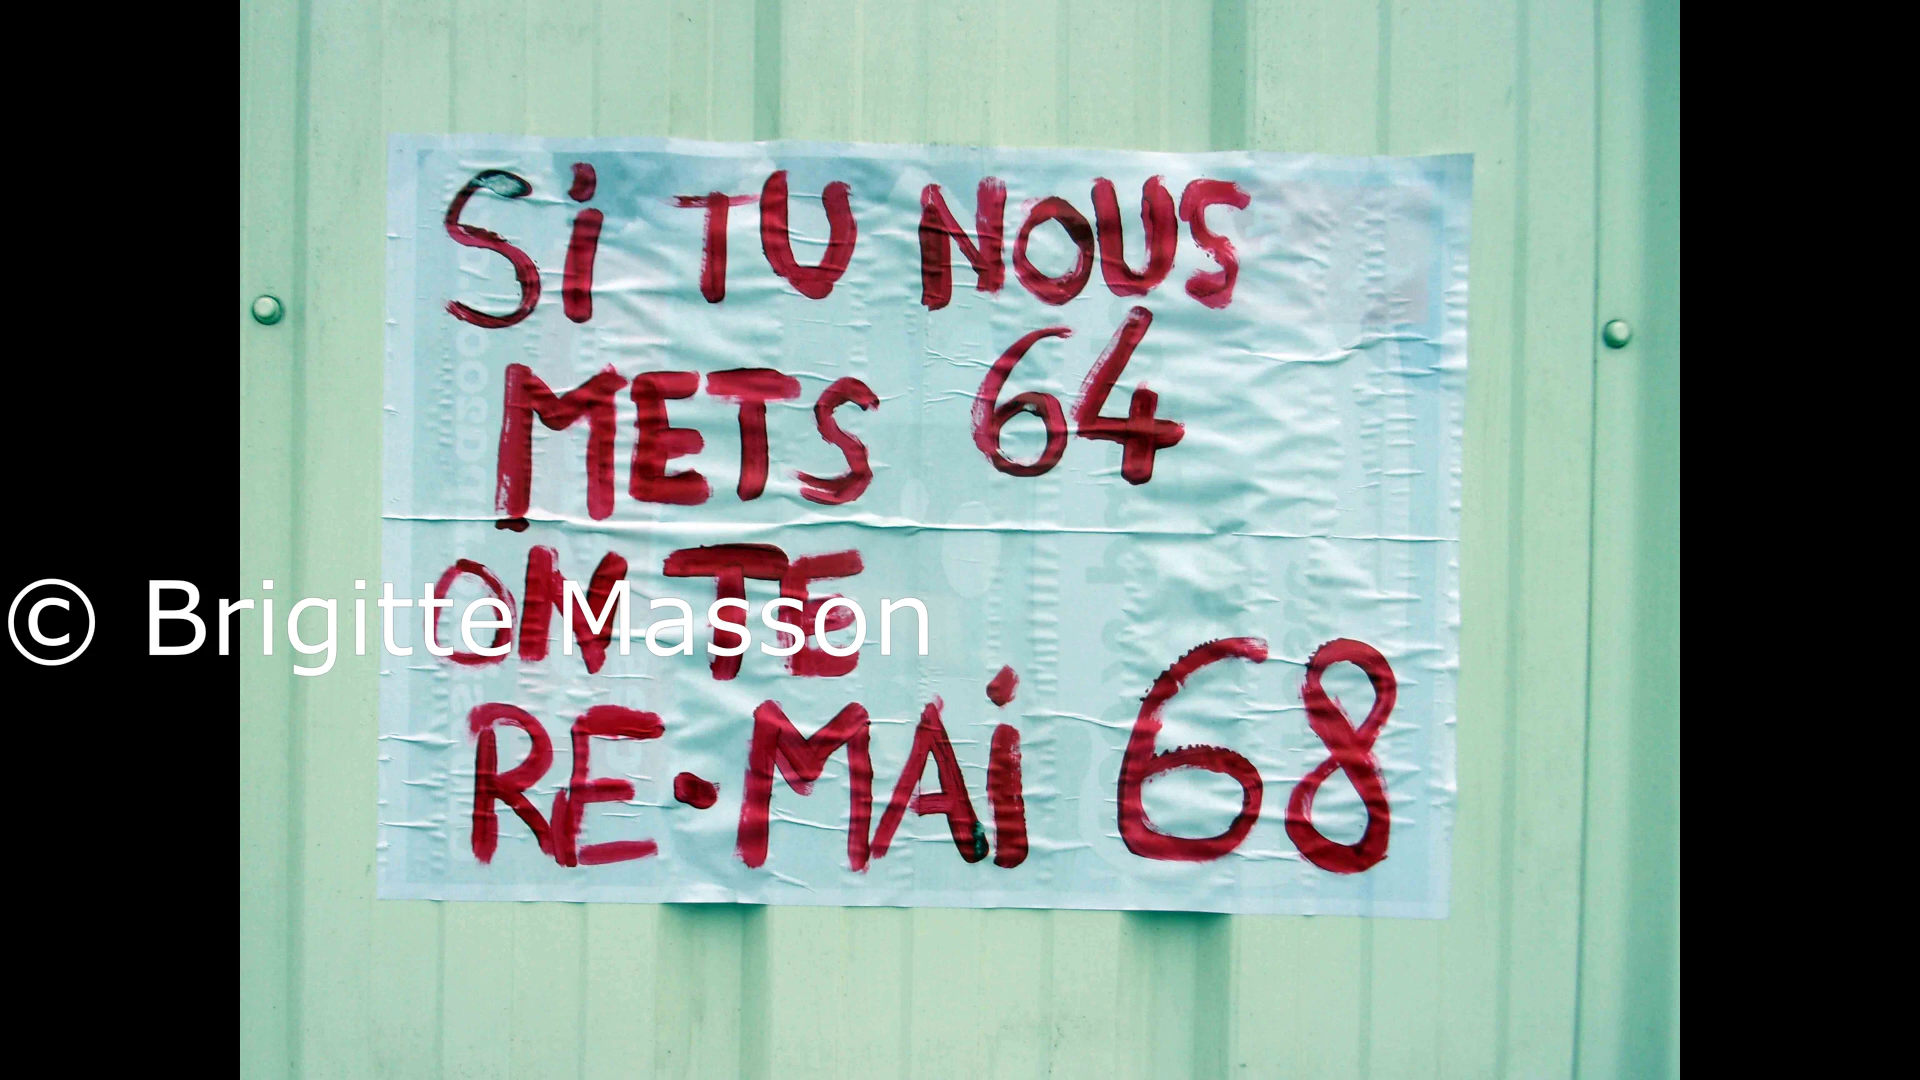 Si TU NOUS
METS 64
ON TE
RE-MAi 68
© Brigitte Masson